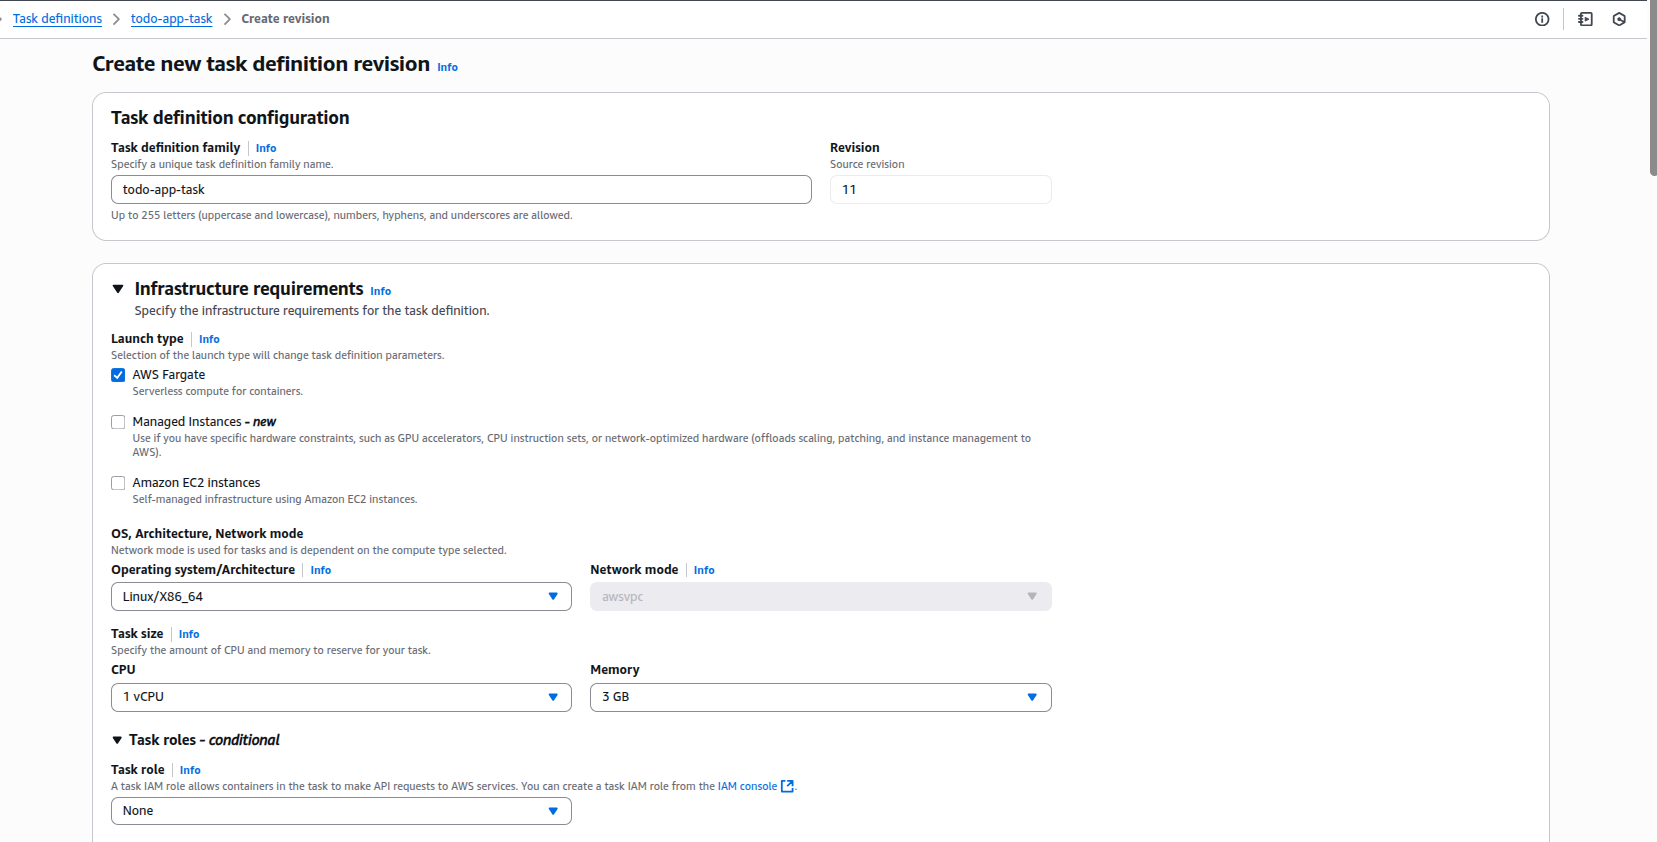 Task definitions > todo-app-task > Create revision
Create new task definition revision Info
Task definition configuration
Task definition family | Info
Specify a unique task definition family name.
todo-app-task
Up to 255 letters (uppercase and lowercase), numbers, hyphens, and underscores are allowed.
Revision
Source revision
11
Infrastructure requirements Info
Specify the infrastructure requirements for the task definition.
Launch type | Info
Selection of the launch type will change task definition parameters.
AWS Fargate
Serverless compute for containers.
Managed Instances - new
Use if you have specific hardware constraints, such as GPU accelerators, CPU instruction sets, or network-optimized hardware (offloads scaling, patching, and instance management to
AWS).
Amazon EC2 instances
Self-managed infrastructure using Amazon EC2 instances.
OS, Architecture, Network mode
Network mode is used for tasks and is dependent on the compute type selected.
Operating system/Architecture | Info
Linux/X86_64
Network mode | Info
awsvpc
Task size | Info
Specify the amount of CPU and memory to reserve for your task.
CPU
1 vCPU
Memory
3 GB
Task roles - conditional
Task role | Info
A task IAM role allows containers in the task to make API requests to AWS services. You can create a task IAM role from the IAM console.
None